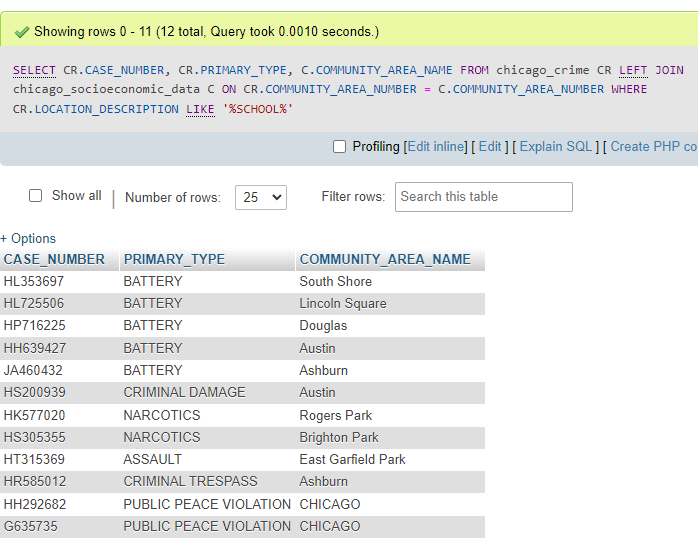 Showing rows 0 - 11 (12 total, Query took 0.0010 seconds.)
SELECT CR.CASE_NUMBER, CR.PRIMARY_TYPE, C.COMMUNITY_AREA_NAME FROM chicago_crime CR LEFT JOIN
chicago_socioeconomic_data C ON CR.COMMUNITY_AREA_NUMBER = C.COMMUNITY_AREA_NUMBER WHERE
CR.LOCATION_DESCRIPTION LIKE '%SCHOOL%'
Profiling [Edit inline] [ Edit ] [ Explain SQL ] [ Create PHP co
Show all | Number of rows: 25 Filter rows: Search this table
+ Options
CASE_NUMBER PRIMARY_TYPE COMMUNITY_AREA_NAME
HL353697 BATTERY South Shore
HL725506 BATTERY Lincoln Square
HP716225 BATTERY Douglas
HH639427 BATTERY Austin
JA460432 BATTERY Ashburn
HS200939 CRIMINAL DAMAGE Austin
HK577020 NARCOTICS Rogers Park
HS305355 NARCOTICS Brighton Park
HT315369 ASSAULT East Garfield Park
HR585012 CRIMINAL TRESPASS Ashburn
HH292682 PUBLIC PEACE VIOLATION CHICAGO
G635735 PUBLIC PEACE VIOLATION CHICAGO